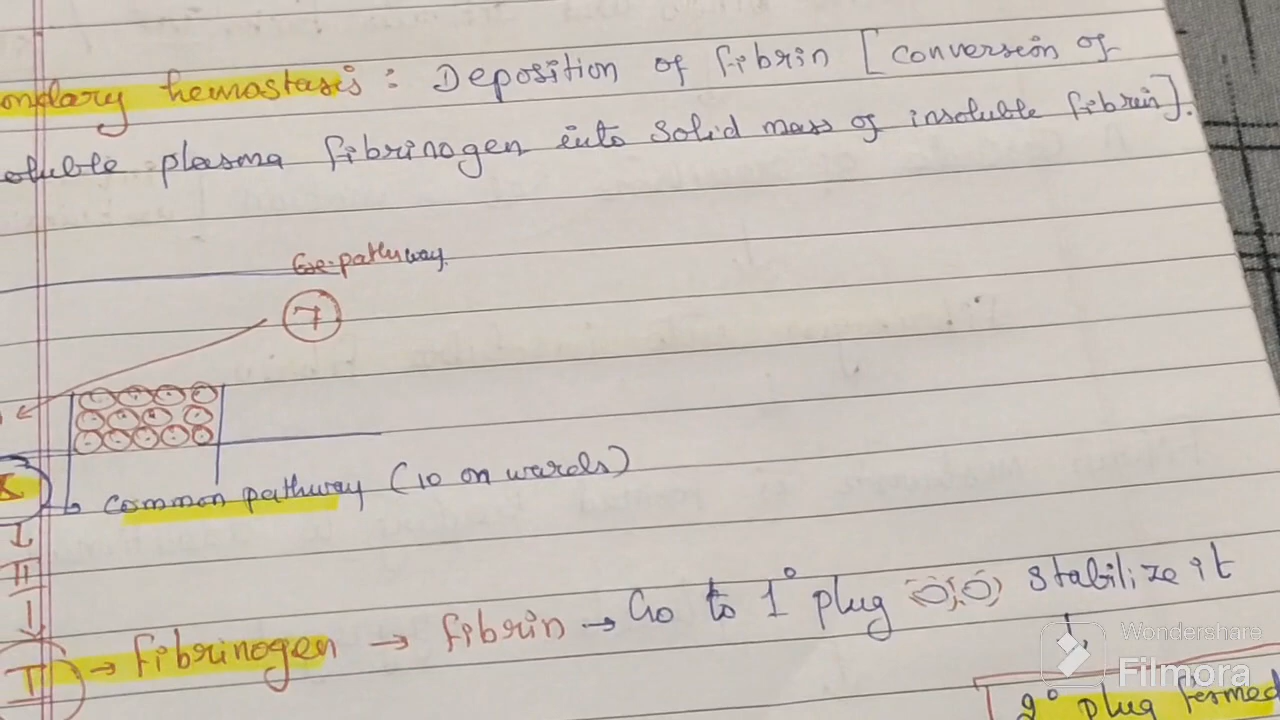 ondary hemostasis : Deposition of fibrin [conversion of
oluble plasma fibrinogen into solid mass of insoluble fibrin].
pathway
7
X
common pathway (10 on wards)
I
II
I → fibrinogen → fibrin → Go to 1° plug stabilize it
Wondershare
Filmora
2° plug formed